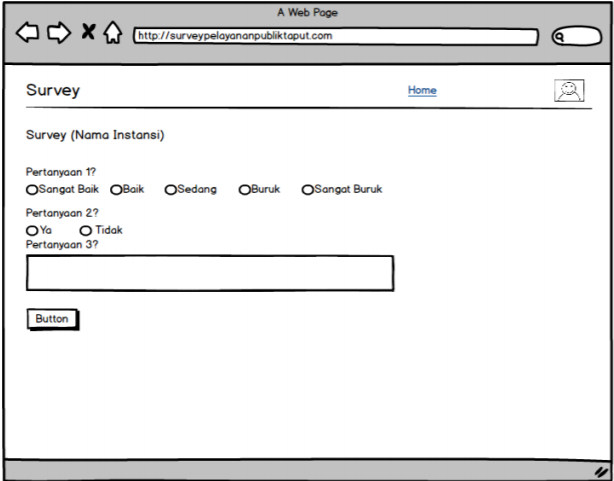 A Web Page
http://surveypelayananpubliktaput.com
Survey Home
Survey (Nama Instansi)
Pertanyaan 1?
Sangat Baik Baik Sedang Buruk Sangat Buruk
Pertanyaan 2?
Ya Tidak
Pertanyaan 3?
Button